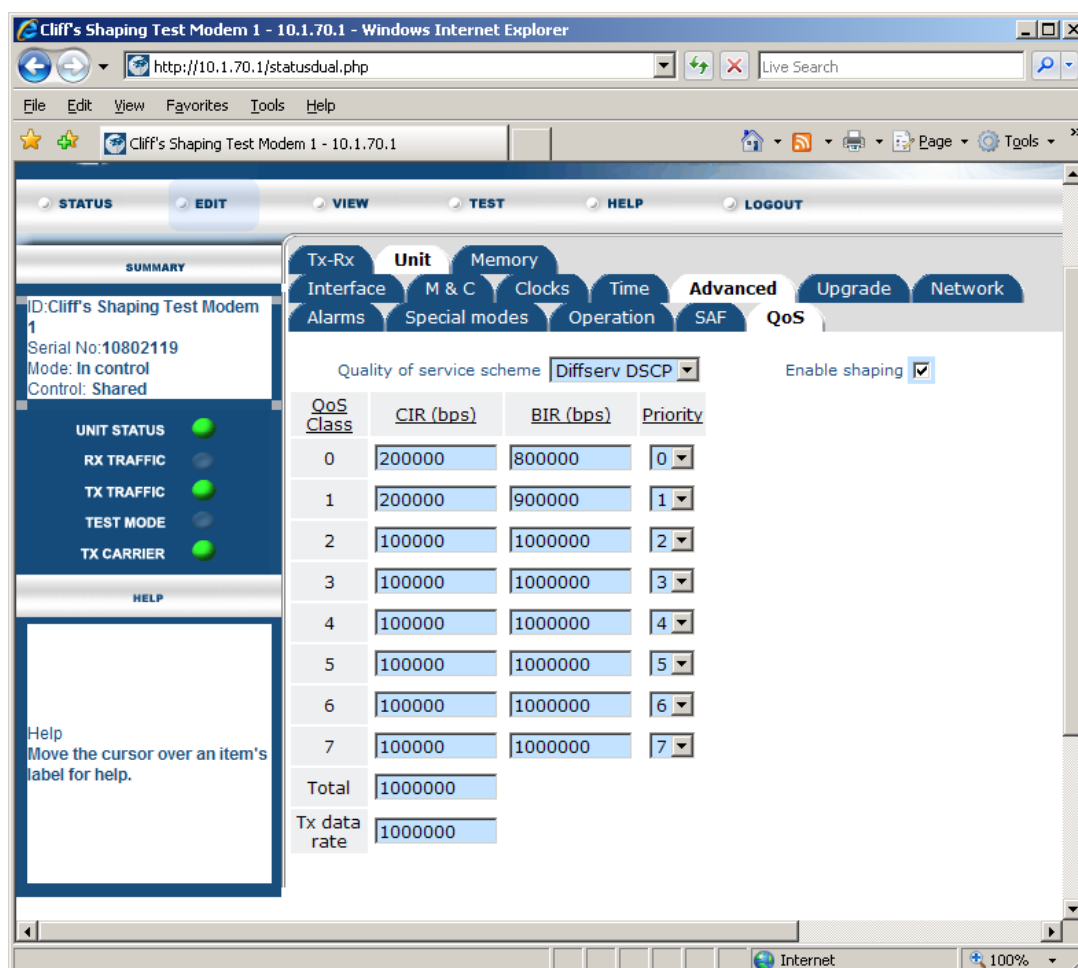 Cliff's Shaping Test Modem 1 - 10.1.70.1 - Windows Internet Explorer
http://10.1.70.1/statusdual.php
Live Search
File Edit View Favorites Tools Help
Cliff's Shaping Test Modem 1 - 10.1.70.1
Page Tools »
STATUS EDIT VIEW TEST HELP LOGOUT
SUMMARY
ID:Cliff's Shaping Test Modem
1
Serial No:10802119
Mode: In control
Control: Shared
UNIT STATUS
RX TRAFFIC
TX TRAFFIC
TEST MODE
TX CARRIER
HELP
Help
Move the cursor over an item's
label for help.
Tx-Rx Unit Memory
Interface M & C Clocks Time Advanced Upgrade Network
Alarms Special modes Operation SAF QoS
Quality of service scheme Diffserv DSCP Enable shaping
QoS Class CIR (bps) BIR (bps) Priority
0 200000 800000 0
1 200000 900000 1
2 100000 1000000 2
3 100000 1000000 3
4 100000 1000000 4
5 100000 1000000 5
6 100000 1000000 6
7 100000 1000000 7
Total 1000000
Tx data rate 1000000
Internet 100%